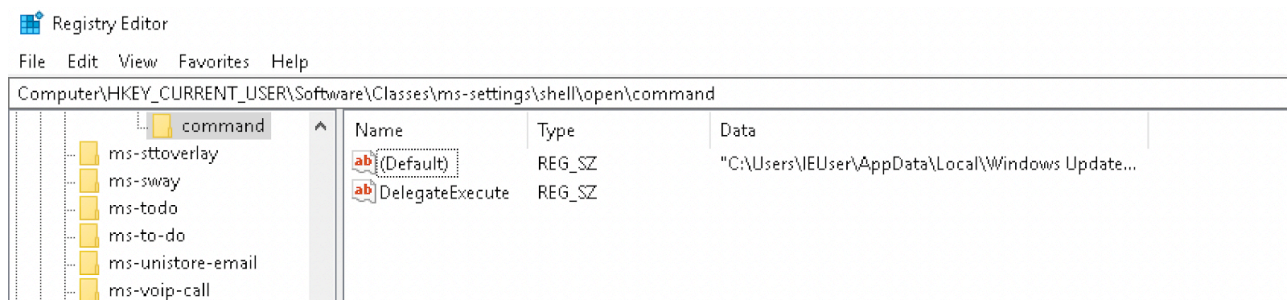 Registry Editor
File Edit View Favorites Help
Computer\HKEY_CURRENT_USER\Software\Classes\ms-settings\shell\open\command
command
ms-sttoverlay
ms-sway
ms-todo
ms-to-do
ms-unistore-email
ms-voip-call
Name Type Data
ab (Default) REG_SZ "C:\Users\IEUser\AppData\Local\Windows Update...
ab DelegateExecute REG_SZ